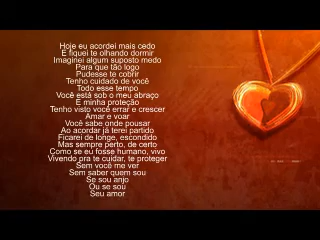 Hoje eu acordei mais cedo
E fiquei te olhando dormir
Imaginei algum suposto medo
Para que tão logo
Pudesse te cobrir
Tenho cuidado de você
Todo esse tempo
Você está sob o meu abraço
E minha proteção
Tenho visto você errar e crescer
Amar e voar
Você sabe onde pousar
Ao acordar já terei partido
Ficarei de longe, escondido
Mas sempre perto, de certo
Como se eu fosse humano, vivo
Vivendo pra te cuidar, te proteger
Sem você me ver
Sem saber quem sou
Se sou anjo
Ou se sou
Seu amor